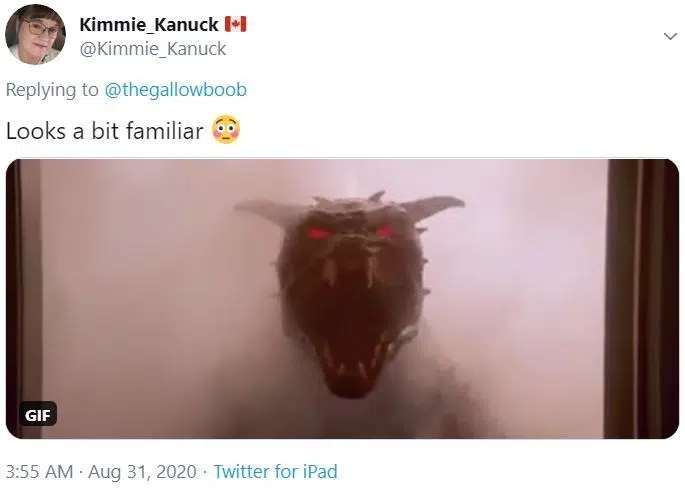 Kimmie_Kanuck 🇨🇦
@Kimmie_Kanuck
Replying to @thegallowboob
Looks a bit familiar 😳
GIF
3:55 AM · Aug 31, 2020 · Twitter for iPad